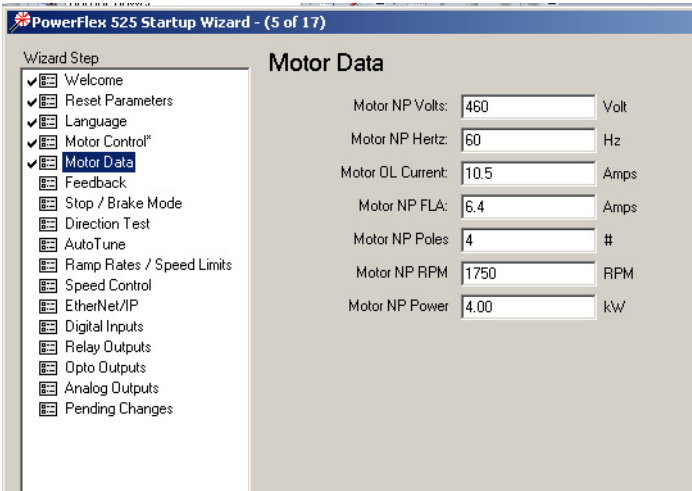 PowerFlex 525 Startup Wizard - (5 of 17)
Wizard Step
Welcome
Reset Parameters
Language
Motor Control*
Motor Data
Feedback
Stop / Brake Mode
Direction Test
AutoTune
Ramp Rates / Speed Limits
Speed Control
EtherNet/IP
Digital Inputs
Relay Outputs
Opto Outputs
Analog Outputs
Pending Changes
Motor Data
Motor NP Volts: 460 Volt
Motor NP Hertz: 60 Hz
Motor OL Current: 10.5 Amps
Motor NP FLA: 6.4 Amps
Motor NP Poles 4 #
Motor NP RPM 1750 RPM
Motor NP Power 4.00 kW